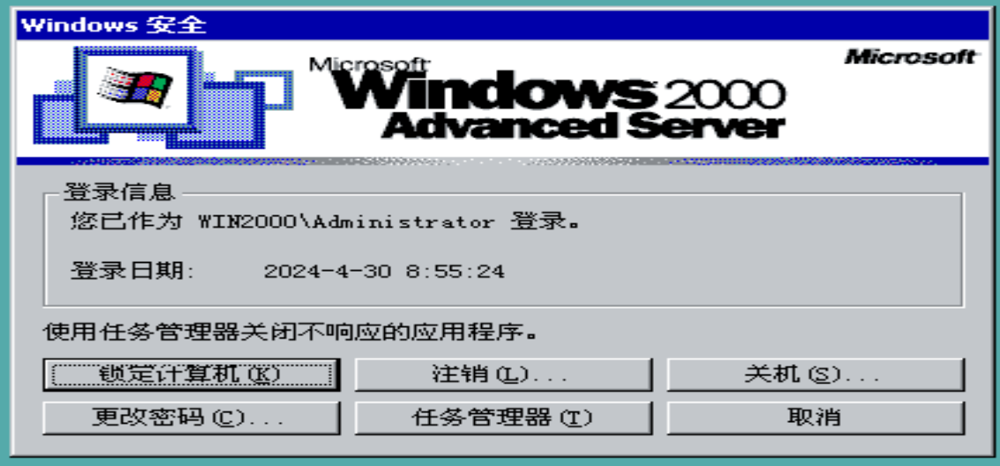 Windows 安全
Microsoft
Microsoft
Windows 2000
Advanced Server
登录信息
您已作为 WIN2000\Administrator 登录。
登录日期: 2024-4-30 8:55:24
使用任务管理器关闭不响应的应用程序。
锁定计算机(K) 注销(L)... 关机(S)...
更改密码(C)... 任务管理器(T) 取消